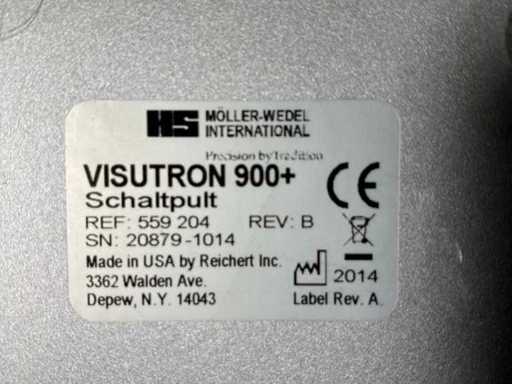 HS MÖLLER-WEDEL
INTERNATIONAL
Precision by Tradition
VISUTRON 900+
Schaltpult
CE
REF: 559 204 REV: B
SN: 20879-1014
Made in USA by Reichert Inc.
3362 Walden Ave.
2014
Depew, N.Y. 14043
Label Rev. A